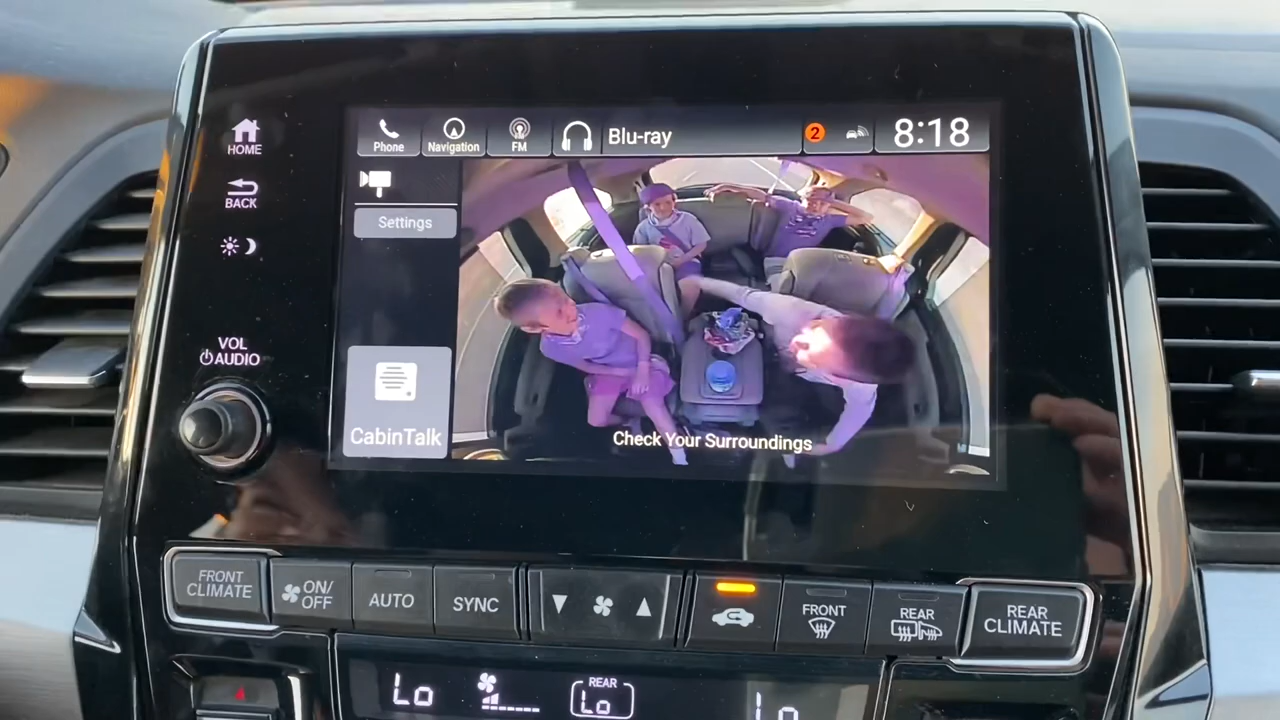 Phone
Navigation
FM
Blu-ray
2
8:18
HOME
BACK
Settings
VOL
AUDIO
CabinTalk
Check Your Surroundings
FRONT
CLIMATE
ON/
OFF
AUTO
SYNC
FRONT
REAR
REAR
CLIMATE
Lo
REAR
Lo
Lo